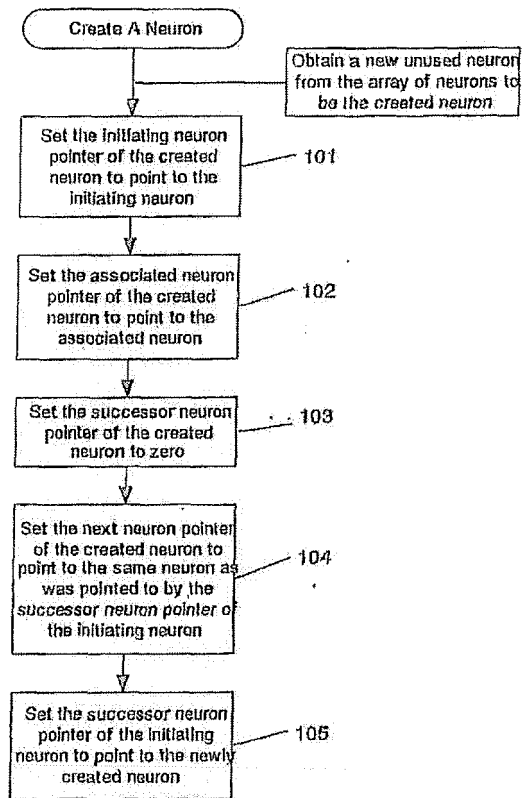 Create A Neuron
Obtain a new unused neuron
from the array of neurons to
be the created neuron
Set the initiating neuron
pointer of the created
neuron to point to the
initiating neuron
101
Set the associated neuron
pointer of the created
neuron to point to the
associated neuron
102
Set the successor neuron
pointer of the created
neuron to zero
103
Set the next neuron pointer
of the created neuron to
point to the same neuron as
was pointed to by the
successor neuron pointer of
the initiating neuron
104
Set the successor neuron
pointer of the initiating
neuron to point to the newly
created neuron
105